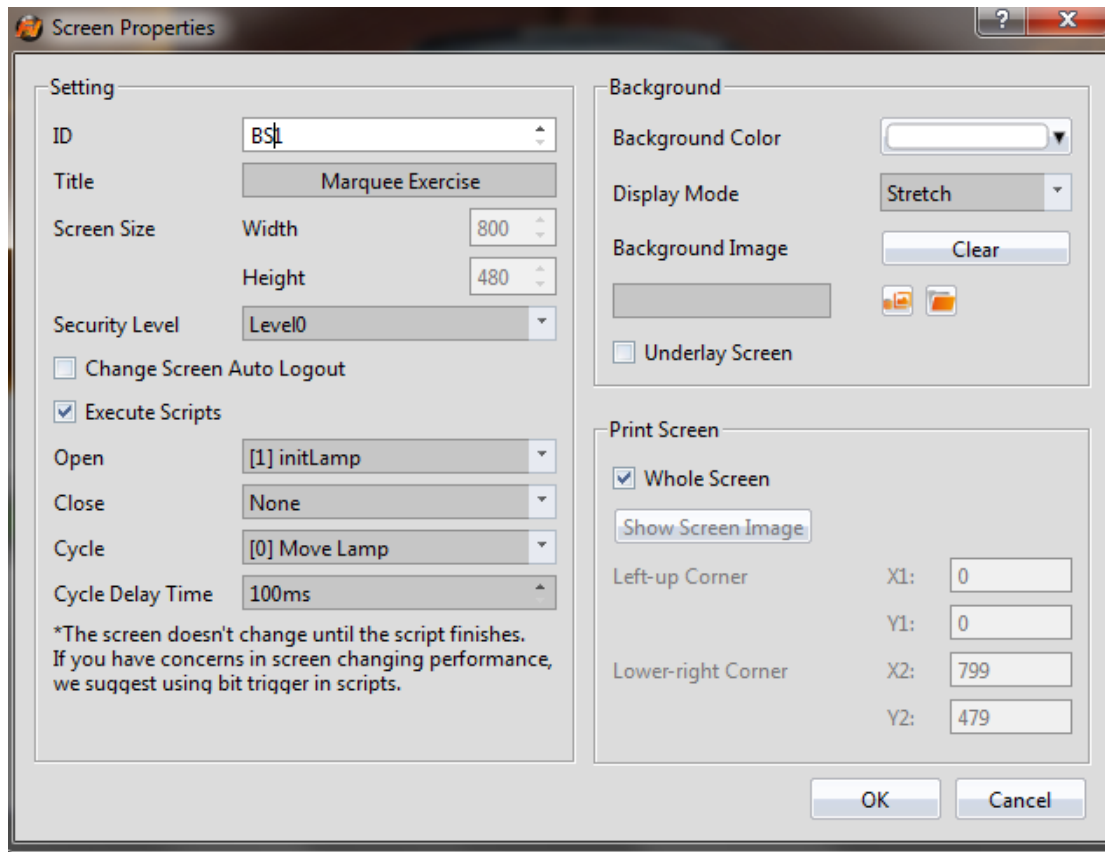 Screen Properties
?
X
Setting
ID BS1
Title Marquee Exercise
Screen Size Width 800
Height 480
Security Level Level0
Change Screen Auto Logout
Execute Scripts
Open [1] initLamp
Close None
Cycle [0] Move Lamp
Cycle Delay Time 100ms
*The screen doesn't change until the script finishes.
If you have concerns in screen changing performance,
we suggest using bit trigger in scripts.
Background
Background Color
Display Mode Stretch
Background Image Clear
Underlay Screen
Print Screen
Whole Screen
Show Screen Image
Left-up Corner X1: 0
Y1: 0
Lower-right Corner X2: 799
Y2: 479
OK Cancel